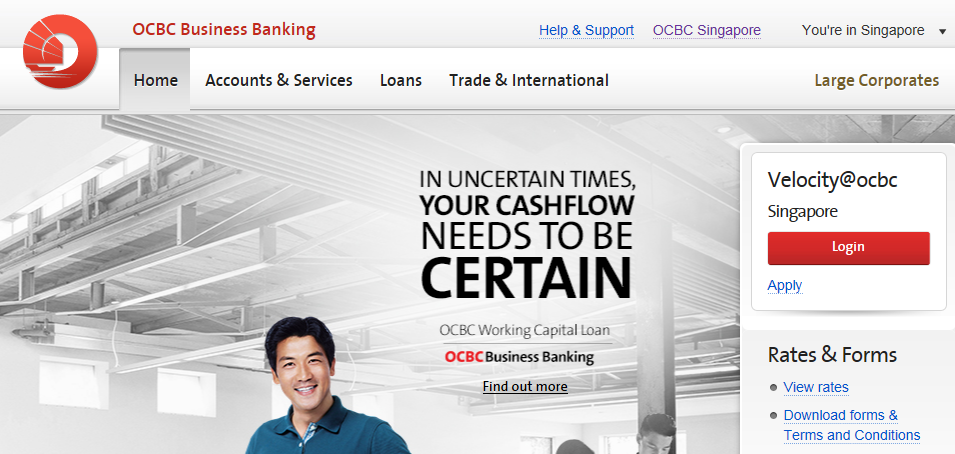 OCBC Business Banking
Help & Support OCBC Singapore You're in Singapore
Home Accounts & Services Loans Trade & International Large Corporates
IN UNCERTAIN TIMES,
YOUR CASHFLOW
NEEDS TO BE
CERTAIN
OCBC Working Capital Loan
OCBC Business Banking
Find out more
Velocity@ocbc
Singapore
Login
Apply
Rates & Forms
View rates
Download forms &
Terms and Conditions